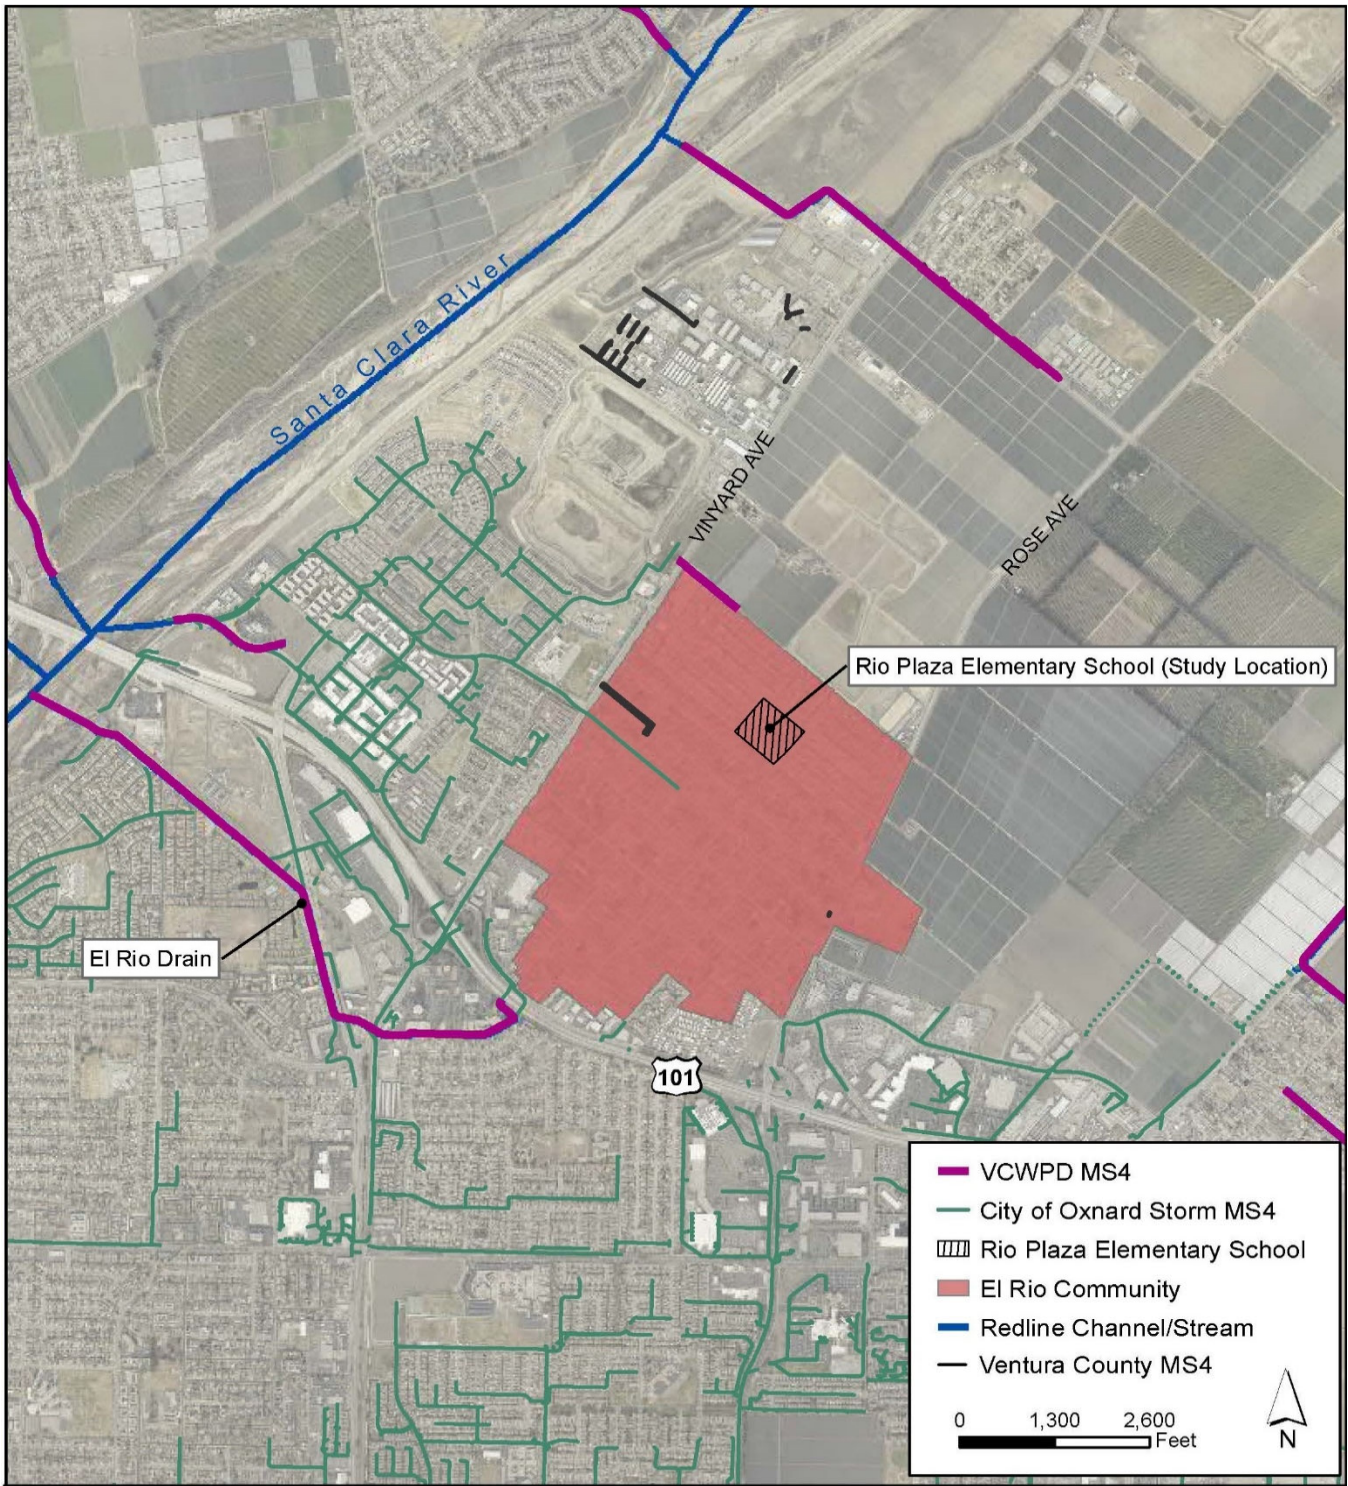 Santa Clara River
VINYARD AVE
ROSE AVE
Rio Plaza Elementary School (Study Location)
El Rio Drain
101
VCWPD MS4
City of Oxnard Storm MS4
Rio Plaza Elementary School
El Rio Community
Redline Channel/Stream
Ventura County MS4
0 1,300 2,600
Feet
N